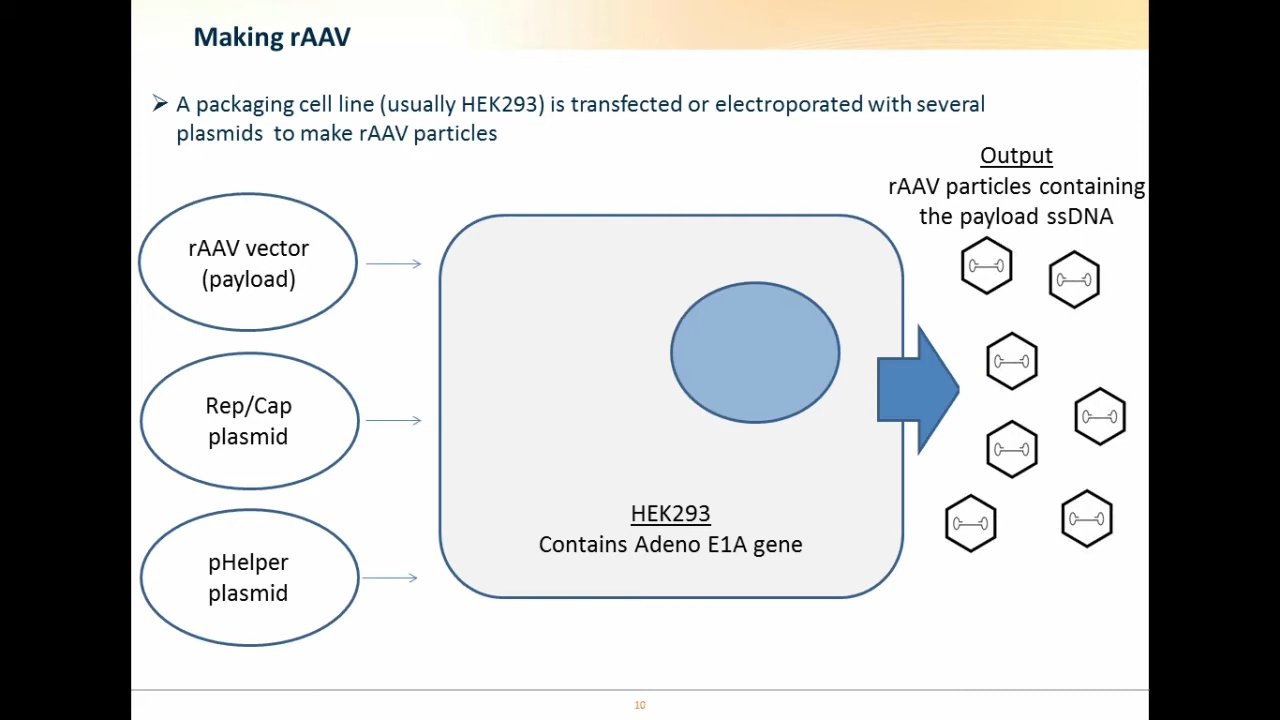 Making rAAV
A packaging cell line (usually HEK293) is transfected or electroporated with several
plasmids to make rAAV particles
Output
rAAV particles containing
the payload ssDNA
rAAV vector
(payload)
Rep/Cap
plasmid
pHelper
plasmid
HEK293
Contains Adeno E1A gene
10